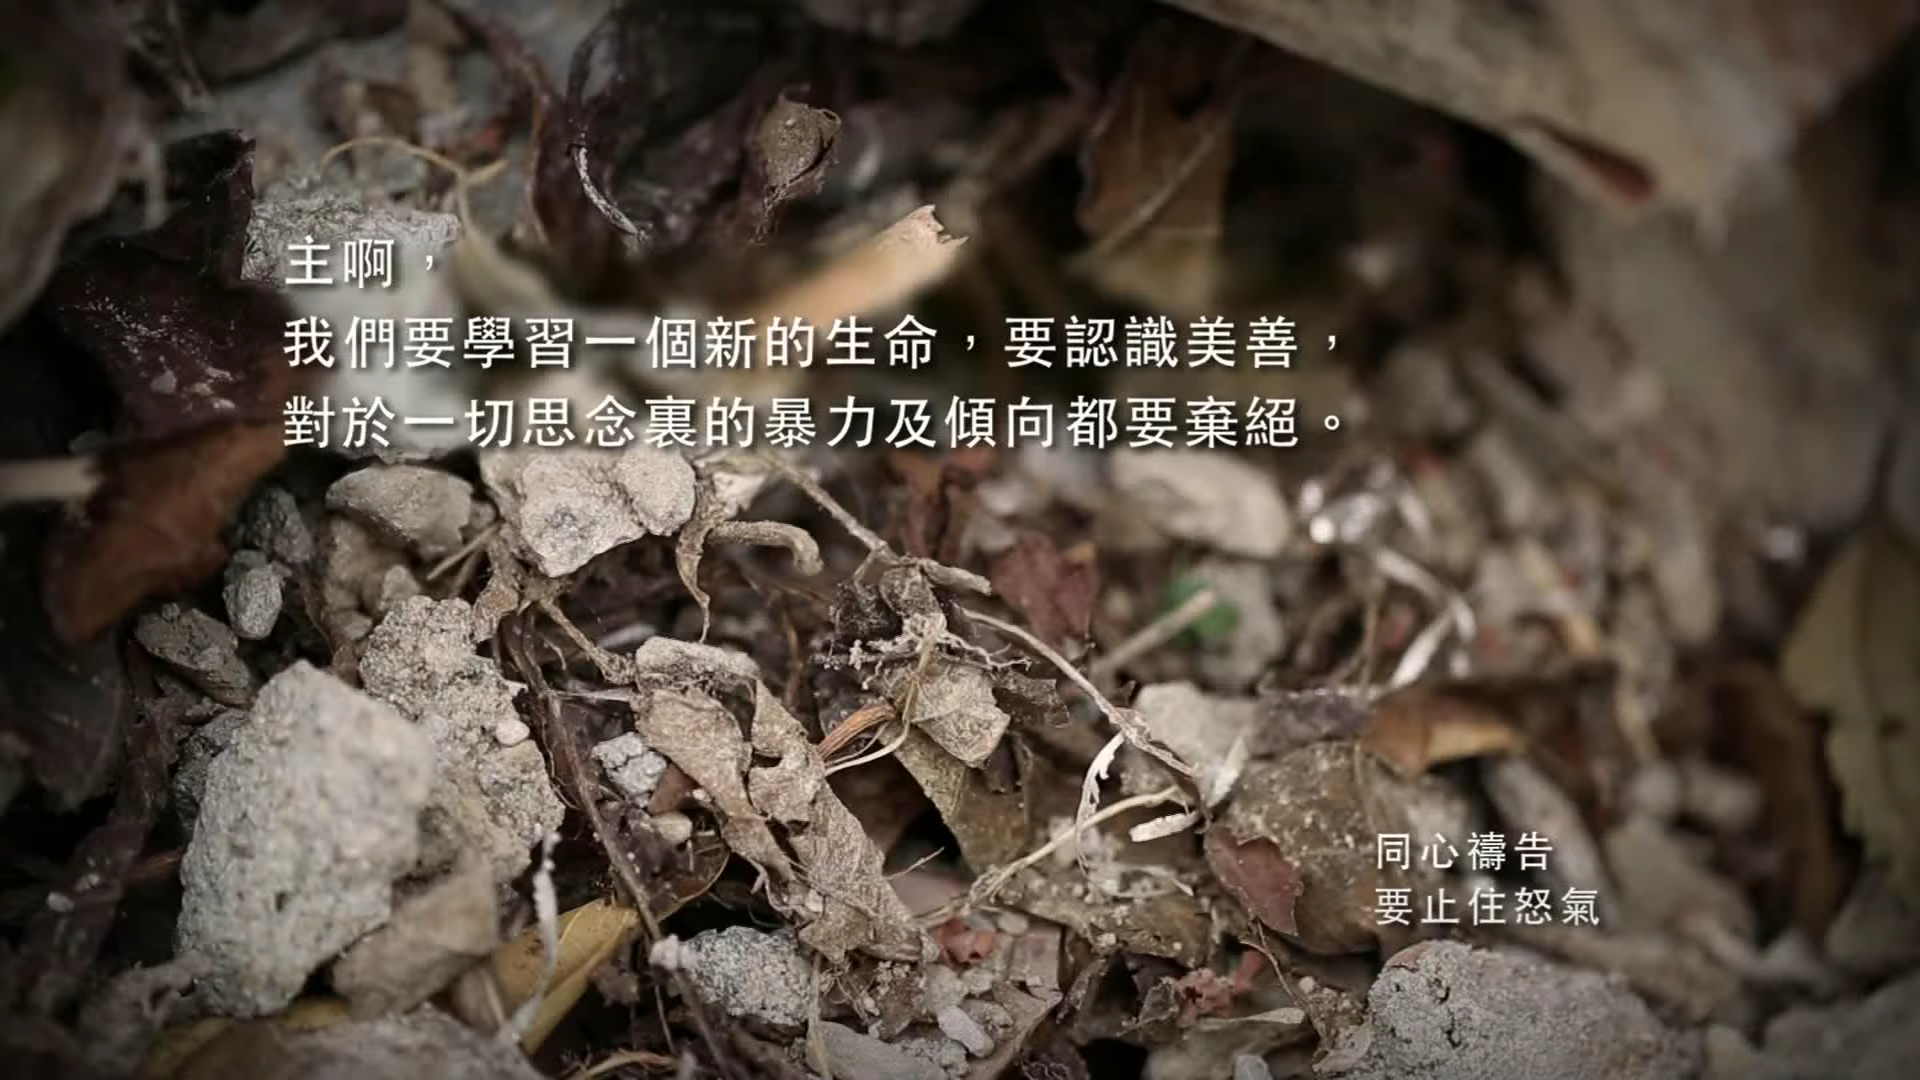 主啊，
我們要學習一個新的生命，要認識美善，
對於一切思念裏的暴力及傾向都要棄絕。
同心禱告
要止住怒氣